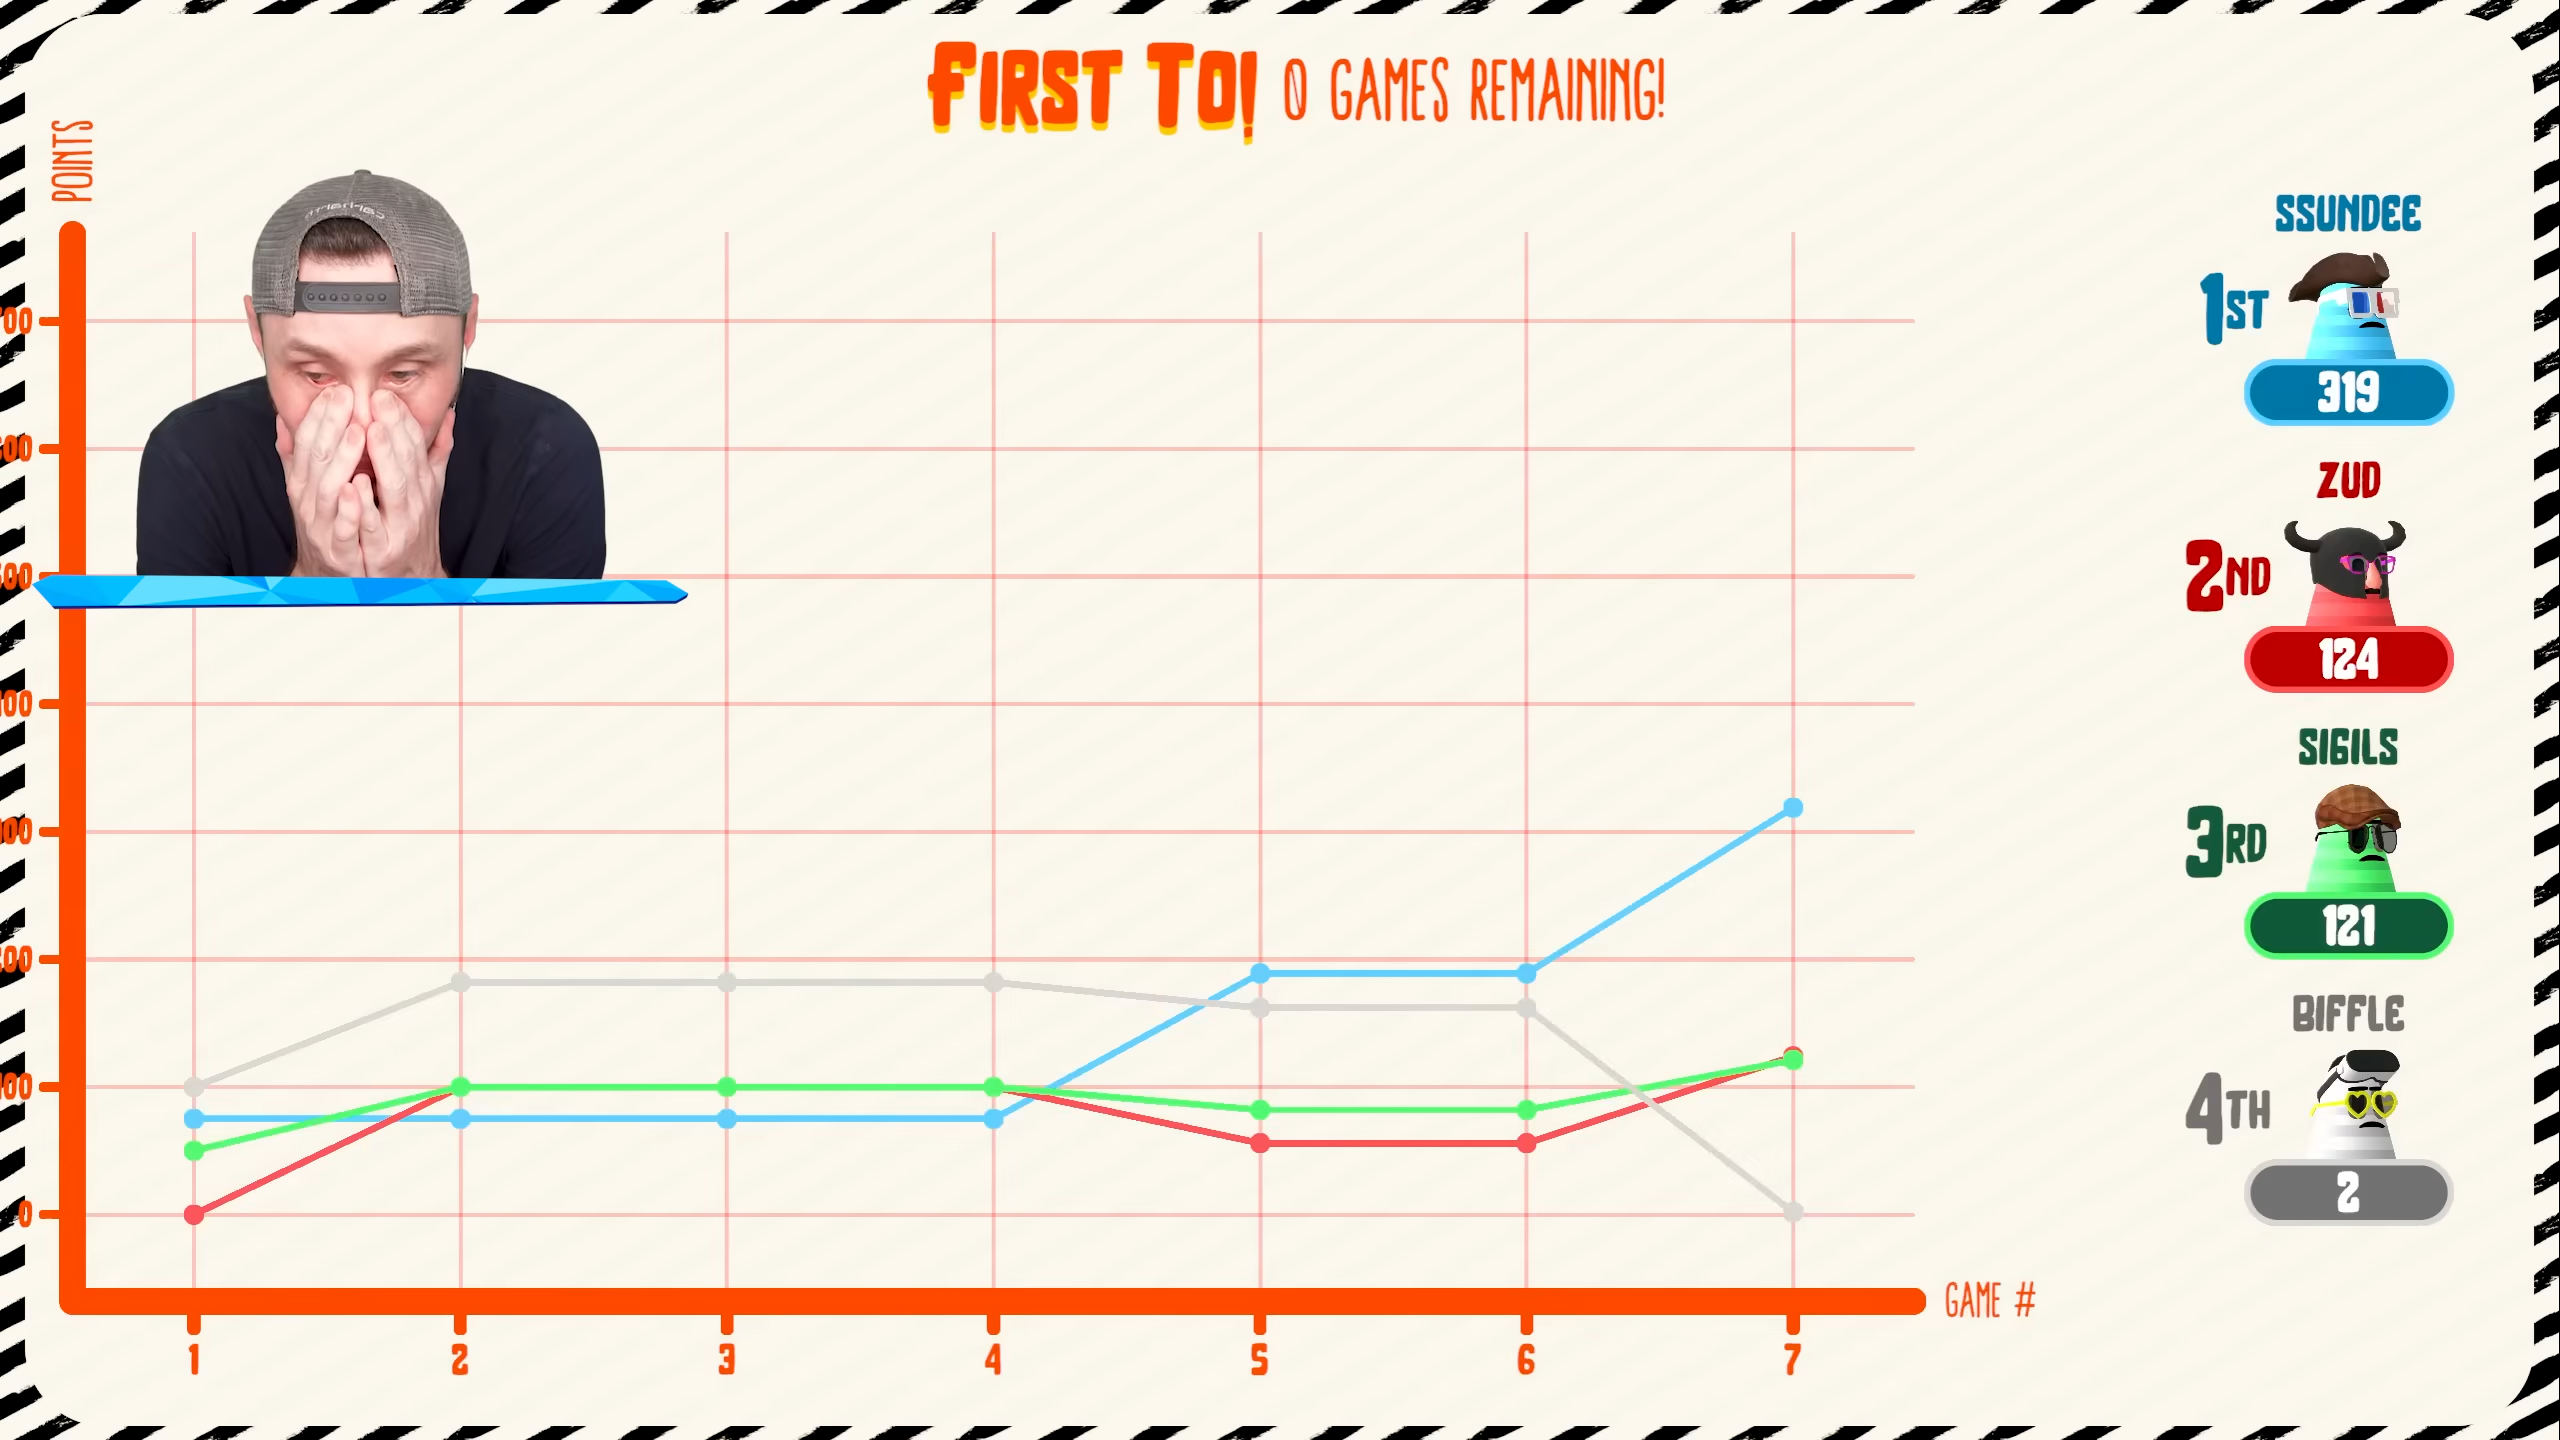 FIRST TO! 0 GAMES REMAINING!
POINTS
SSUNDEE
1ST
319
ZUD
2ND
124
SIGILS
3RD
121
BIFFLE
4TH
2
0
GAME #
1 2 3 4 5 6 7